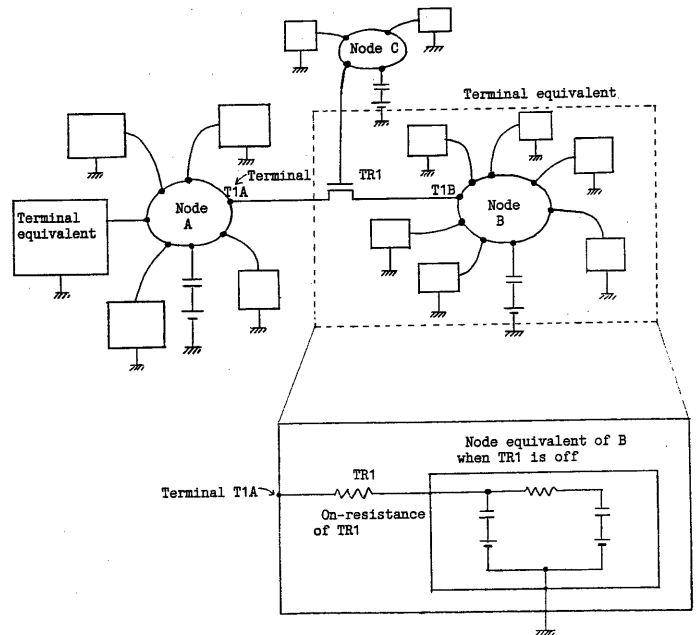 Node C
Terminal equivalent
Terminal
T1A
TR1
T1B
Node
A
Node
B
Terminal
equivalent
Node equivalent of B
when TR1 is off
TR1
Terminal T1A
On-resistance
of TR1